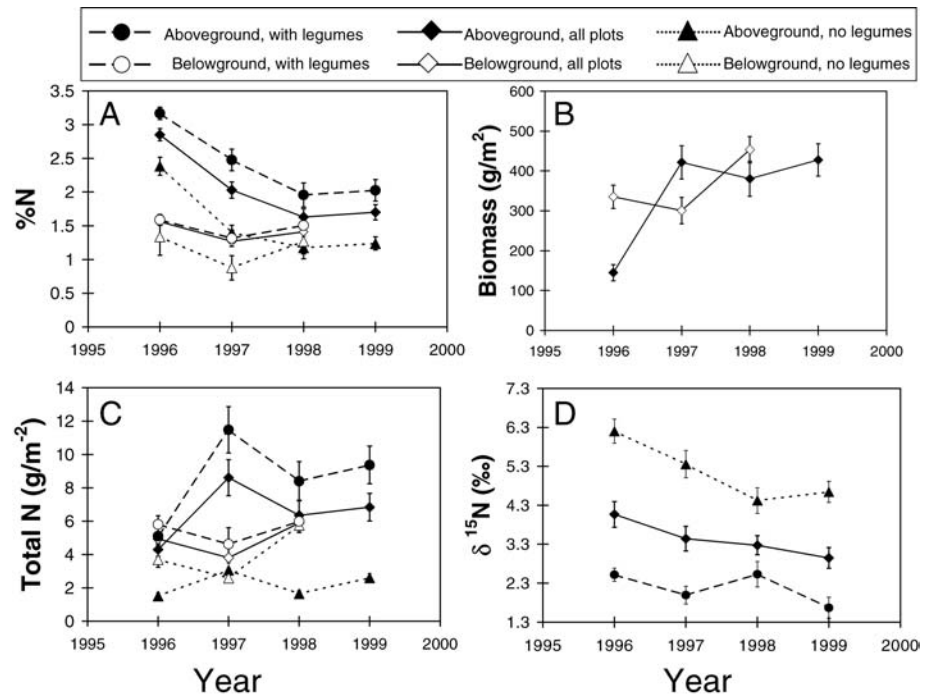 Aboveground, with legumes Aboveground, all plots Aboveground, no legumes
Belowground, with legumes Belowground, all plots Belowground, no legumes
A
%N
3.5
3
2.5
2
1.5
1
0.5
0
1995 1996 1997 1998 1999 2000
B
Biomass (g/m²)
600
500
400
300
200
100
000
1995 1996 1997 1998 1999 2000
C
Total N (g/m⁻²)
14
12
10
8
6
4
2
0
1995 1996 1997 1998 1999 2000
Year
D
δ ¹⁵N (‰)
7.3
6.3
5.3
4.3
3.3
2.3
1.3
1995 1996 1997 1998 1999 2000
Year